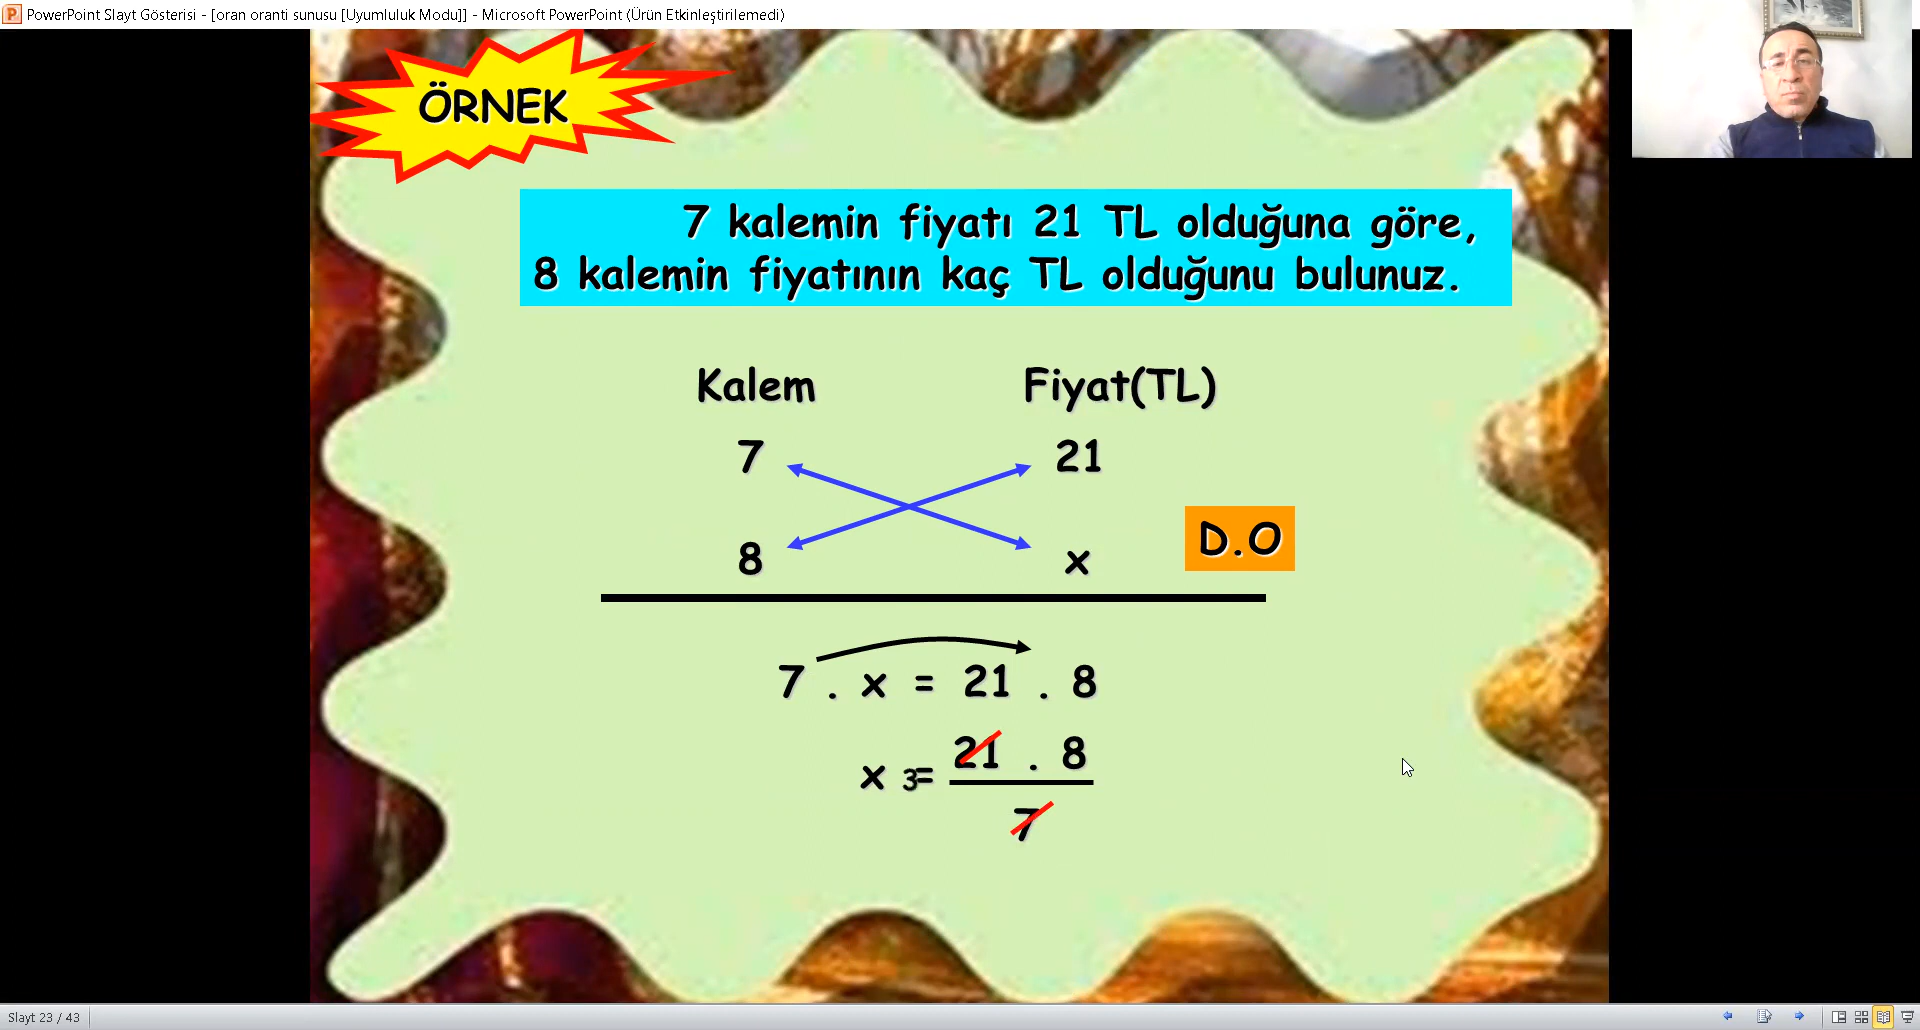 PowerPoint Slayt Gösterisi - [oran oranti sunusu [Uyumluluk Modu]] - Microsoft PowerPoint (Ürün Etkinleştirilemedi)
ÖRNEK
7 kalemin fiyatı 21 TL olduğuna göre,
8 kalemin fiyatının kaç TL olduğunu bulunuz.
Kalem Fiyat(TL)
7 21
8 x
D.O
7 . x = 21 . 8
21 . 8
x 3=
7
Slayt 23 / 43